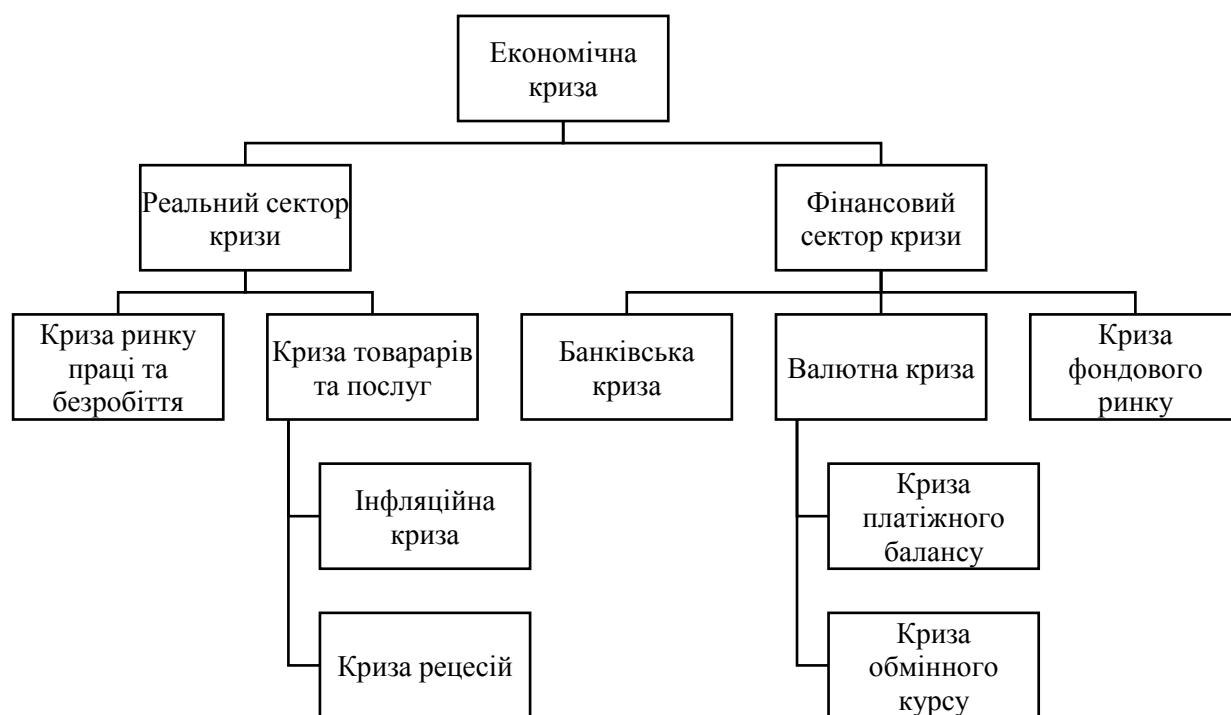 Економічна
криза
Реальний сектор
кризи
Фінансовий
сектор кризи
Криза ринку
праці та
безробіття
Криза товарарів
та послуг
Банківська
криза
Валютна криза
Криза
фондового
ринку
Інфляційна
криза
Криза
платіжного
балансу
Криза рецесій
Криза
обмінного
курсу